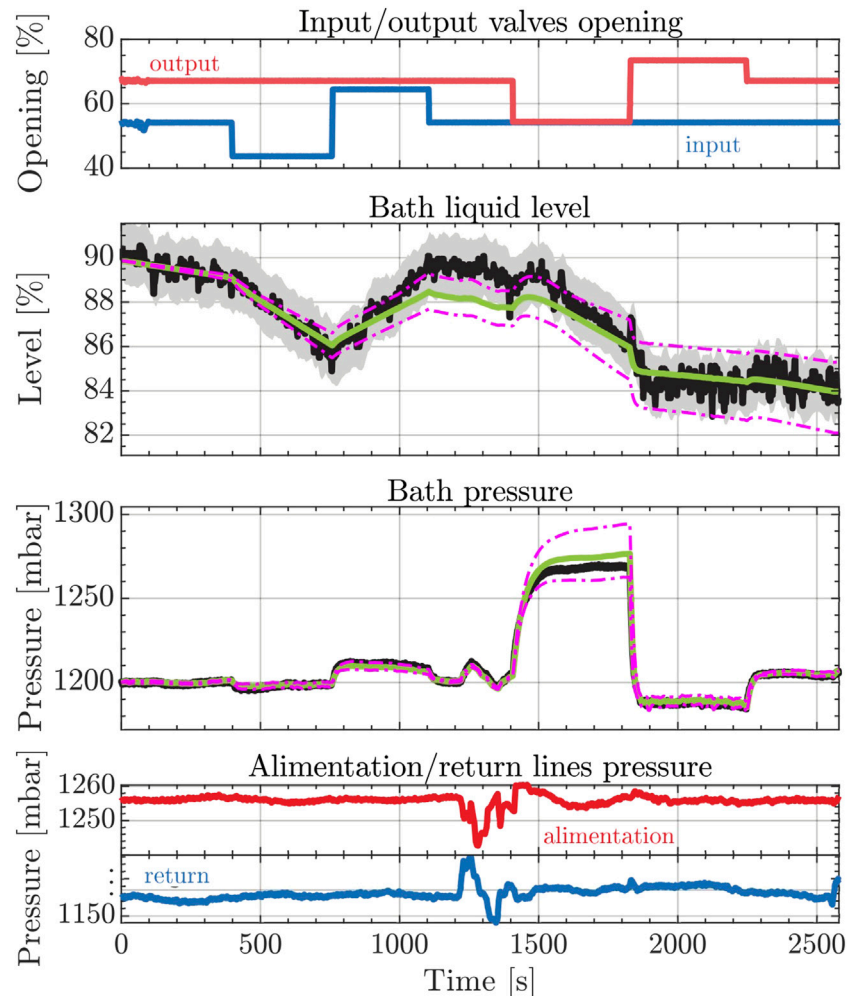 Input/output valves opening
Opening [%]
80
60
40
output
input
Bath liquid level
Level [%]
90
88
86
84
82
Bath pressure
Pressure [mbar]
1300
1250
1200
Alimentation/return lines pressure
Pressure [mbar]
1260
1250
alimentation
Pressure [mbar]
return
1150
0 500 1000 1500 2000 2500
Time [s]